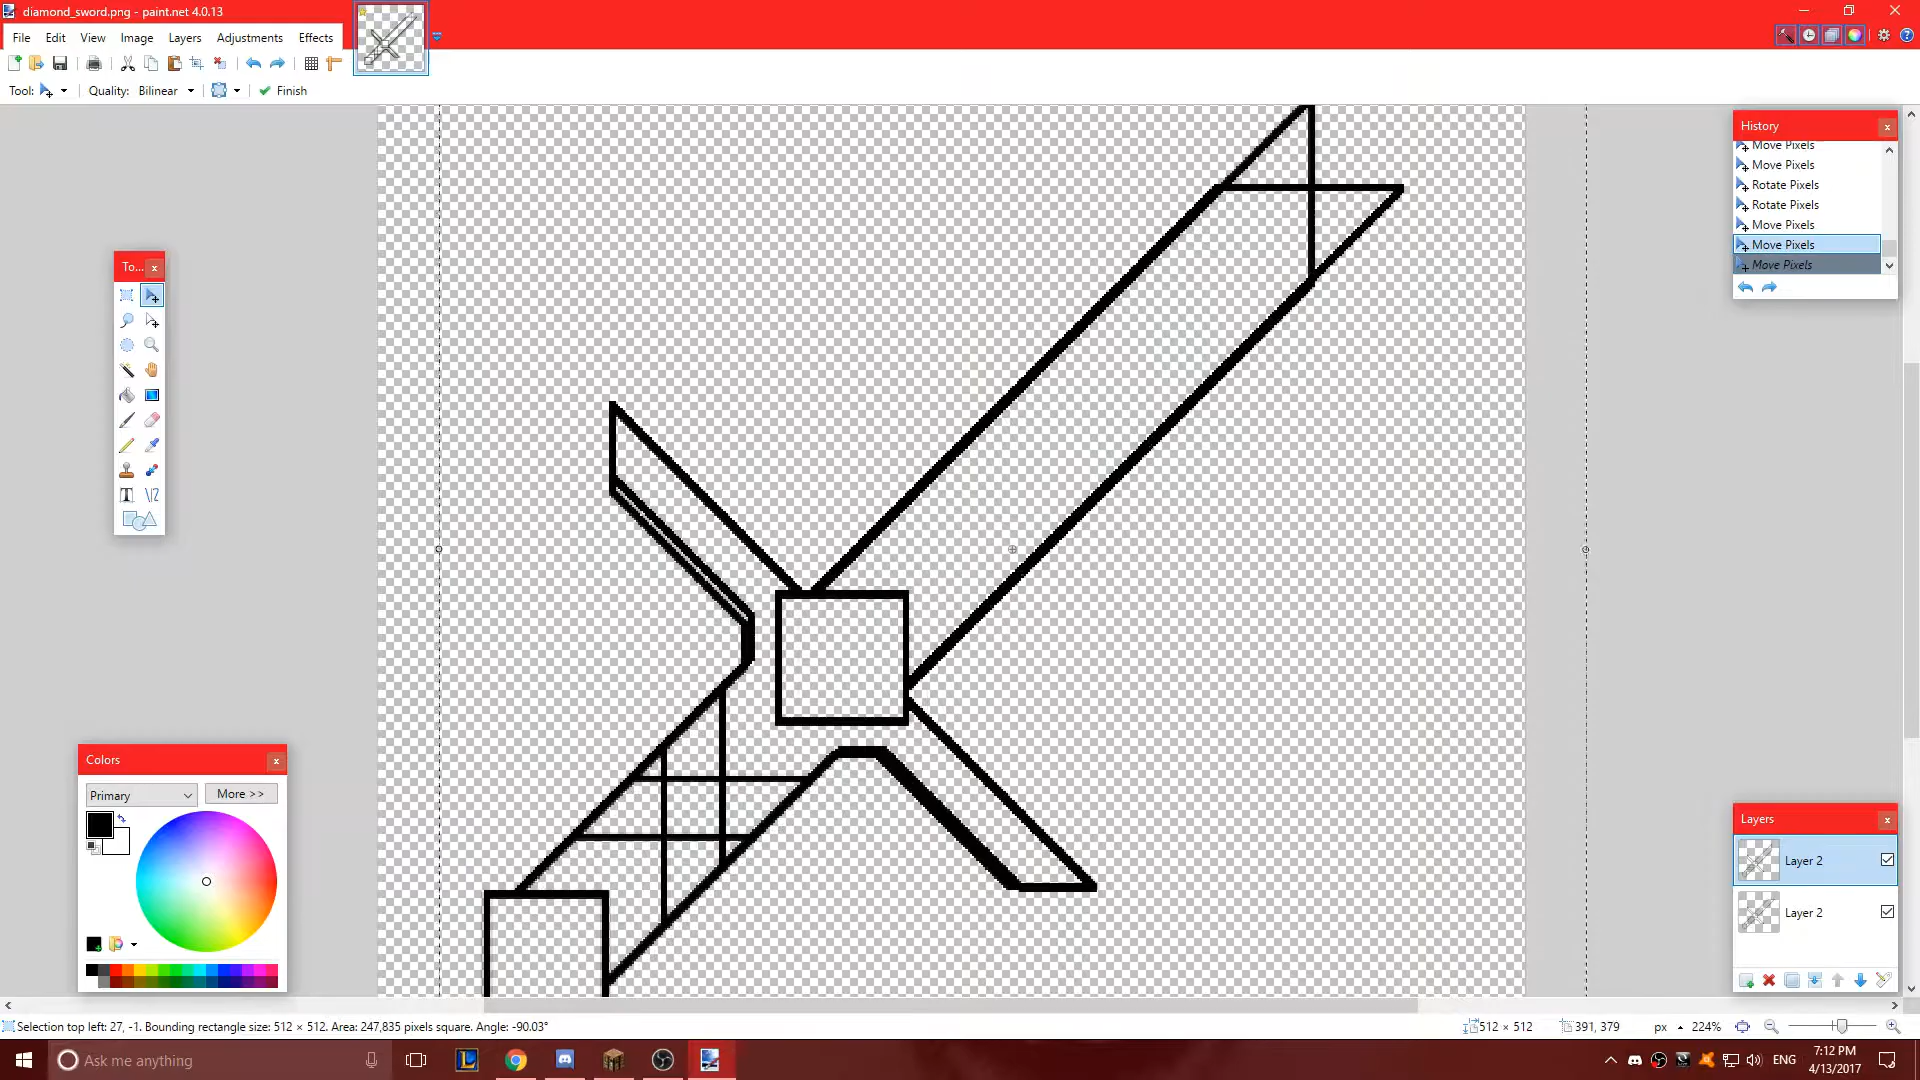 diamond_sword.png - paint.net 4.0.13
File Edit View Image Layers Adjustments Effects
Tool: Quality: Bilinear Finish
History
Move Pixels
Move Pixels
Rotate Pixels
Rotate Pixels
Move Pixels
Move Pixels
Move Pixels
To...
Colors
Primary More >>
Layers
Layer 2
Layer 2
Selection top left: 27, -1. Bounding rectangle size: 512 × 512. Area: 247,835 pixels square. Angle: -90.03° 512 × 512 391, 379 px 224%
Ask me anything ENG 7:12 PM
4/13/2017